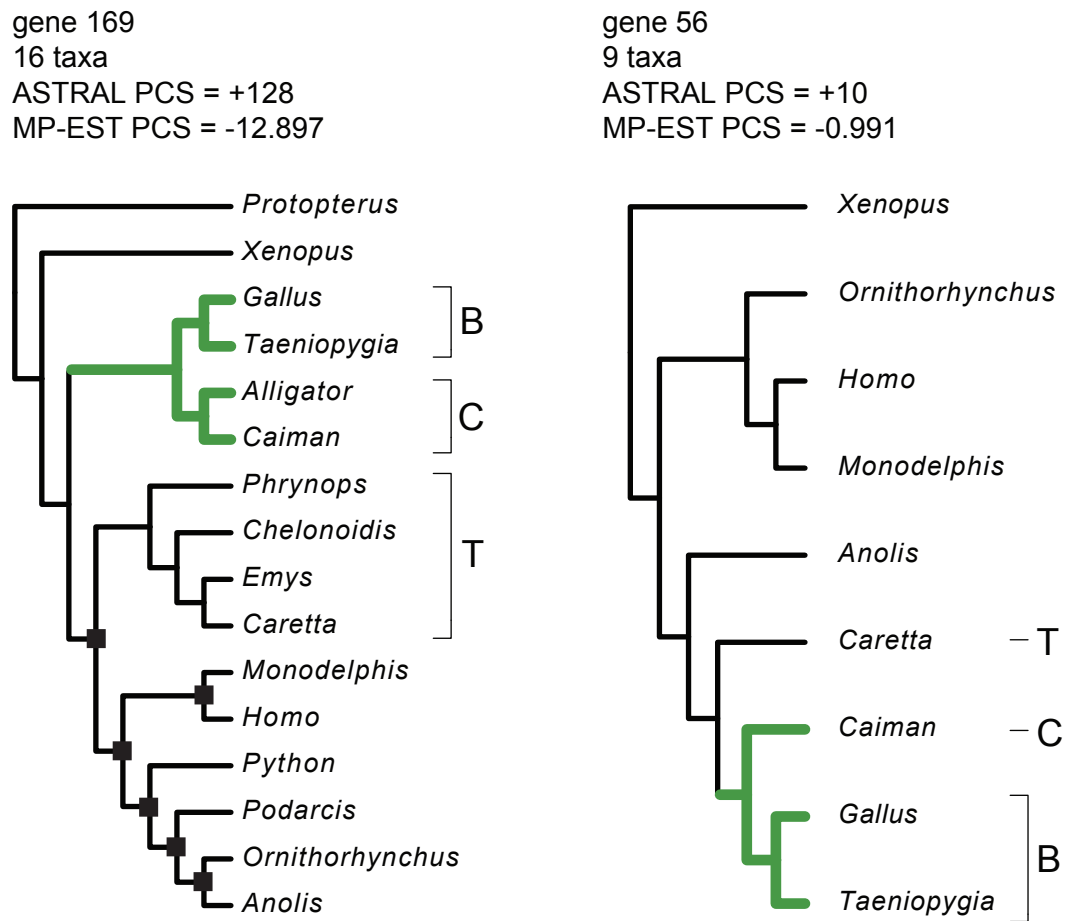 gene 169
16 taxa
ASTRAL PCS = +128
MP-EST PCS = -12.897
Protopterus
Xenopus
Gallus
Taeniopygia
B
Alligator
Caiman
C
Phrynops
Chelonoidis
Emys
Caretta
T
Monodelphis
Homo
Python
Podarcis
Ornithorhynchus
Anolis
gene 56
9 taxa
ASTRAL PCS = +10
MP-EST PCS = -0.991
Xenopus
Ornithorhynchus
Homo
Monodelphis
Anolis
Caretta
T
Caiman
C
Gallus
Taeniopygia
B